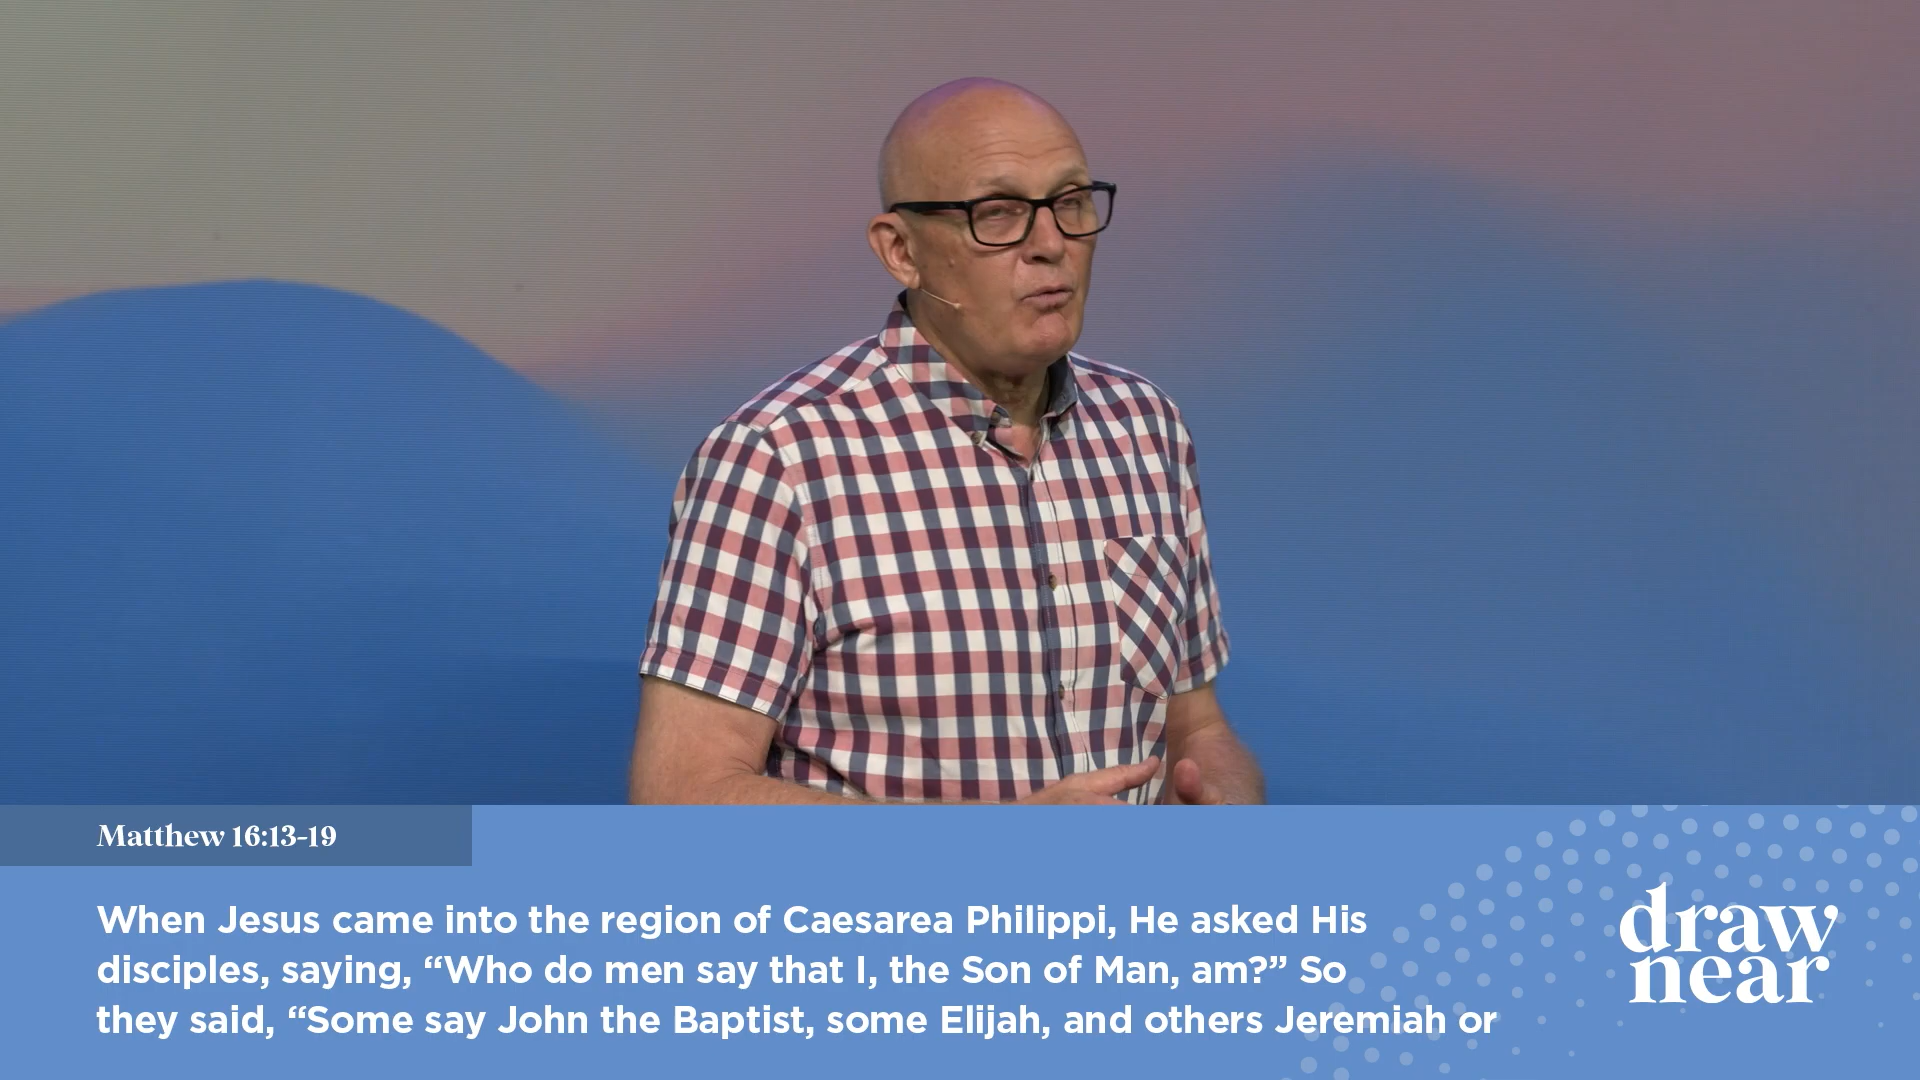 Matthew 16:13-19
When Jesus came into the region of Caesarea Philippi, He asked His
disciples, saying, “Who do men say that I, the Son of Man, am?” So
they said, “Some say John the Baptist, some Elijah, and others Jeremiah or
draw
near